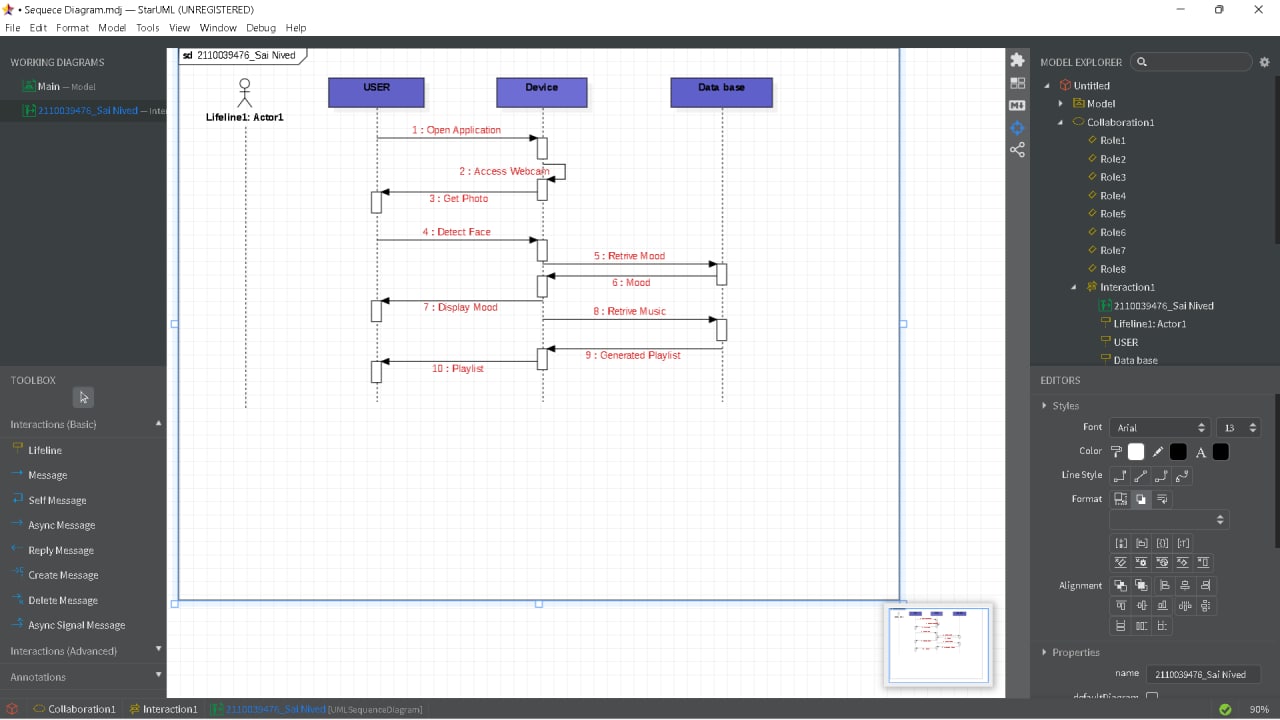 Sequece Diagram.mdj — StarUML (UNREGISTERED)
File Edit Format Model Tools View Window Debug Help
WORKING DIAGRAMS
Main — Model
2110039476_Sai Nived — Inte
TOOLBOX
Interactions (Basic)
Lifeline
Message
Self Message
Async Message
Reply Message
Create Message
Delete Message
Async Signal Message
Interactions (Advanced)
Annotations
sd 2110039476_Sai Nived
Lifeline1: Actor1
USER
Device
Data base
1 : Open Application
2 : Access Webcam
3 : Get Photo
4 : Detect Face
5 : Retrive Mood
6 : Mood
7 : Display Mood
8 : Retrive Music
9 : Generated Playlist
10 : Playlist
MODEL EXPLORER
Untitled
Model
Collaboration1
Role1
Role2
Role3
Role4
Role5
Role6
Role7
Role8
Interaction1
2110039476_Sai Nived
Lifeline1: Actor1
USER
Data base
EDITORS
Styles
Font Arial 13
Color A
Line Style
Format
Alignment
Properties
name 2110039476_Sai Nived
defaultDiagram
Collaboration1 Interaction1 2110039476_Sai Nived [UMLSequenceDiagram]
90%